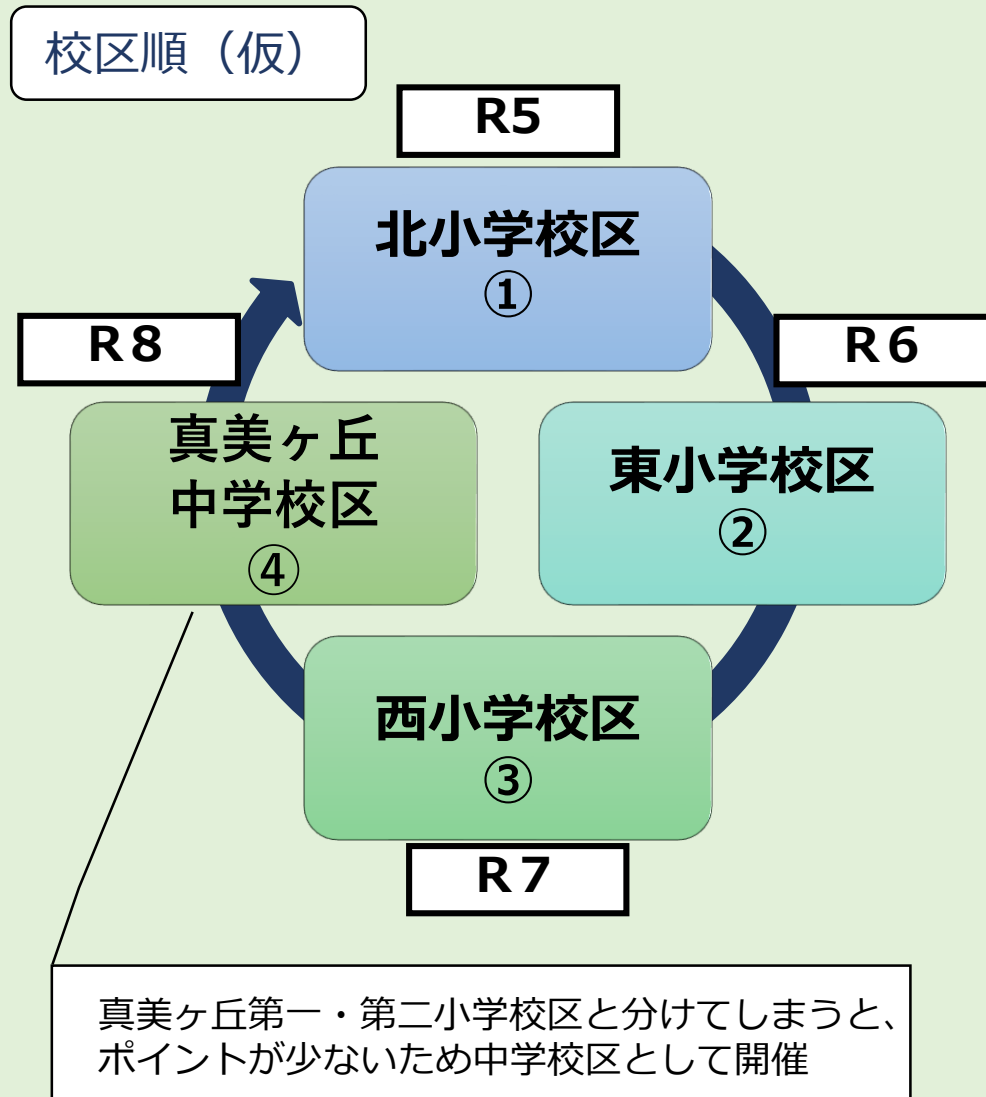 校区順（仮）
R5
北小学校区
①
R８
R６
真美ヶ丘
中学校区
④
東小学校区
②
西小学校区
③
R７
真美ヶ丘第一・第二小学校区と分けてしまうと、
ポイントが少ないため中学校区として開催